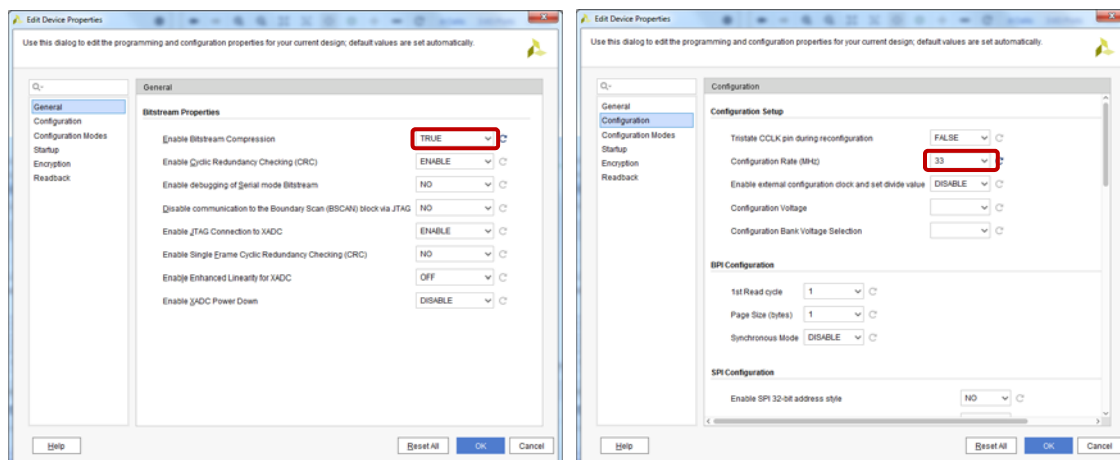 Edit Device Properties
Use this dialog to edit the programming and configuration properties for your current design; default values are set automatically.
General
Configuration
Configuration Modes
Startup
Encryption
Readback
General
Bitstream Properties
Enable Bitstream Compression TRUE
Enable Cyclic Redundancy Checking (CRC) ENABLE
Enable debugging of Serial mode Bitstream NO
Disable communication to the Boundary Scan (BSCAN) block via JTAG NO
Enable JTAG Connection to XADC ENABLE
Enable Single Frame Cyclic Redundancy Checking (CRC) NO
Enable Enhanced Linearity for XADC OFF
Enable XADC Power Down DISABLE
Help Reset All OK Cancel
Edit Device Properties
Use this dialog to edit the programming and configuration properties for your current design; default values are set automatically.
General
Configuration
Configuration Modes
Startup
Encryption
Readback
Configuration
Configuration Setup
Tristate CCLK pin during reconfiguration FALSE
Configuration Rate (MHz) 33
Enable external configuration clock and set divide value DISABLE
Configuration Voltage
Configuration Bank Voltage Selection
BPI Configuration
1st Read cycle 1
Page Size (bytes) 1
Synchronous Mode DISABLE
SPI Configuration
Enable SPI 32-bit address style NO
Help Reset All OK Cancel